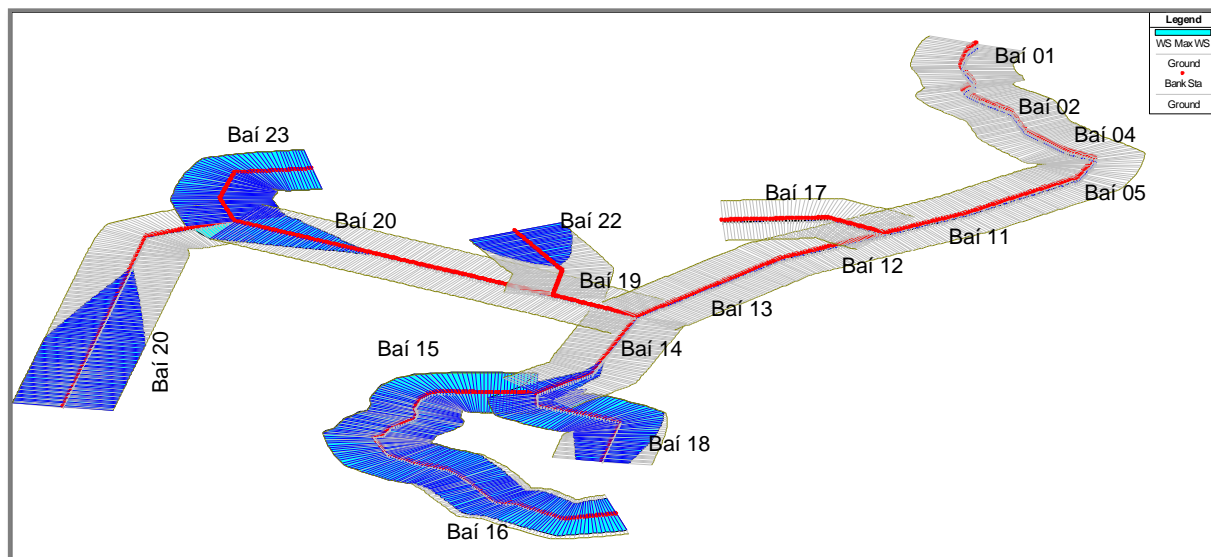 Legend
WS Max WS
Ground
Bank Sta
Ground
Baí 01
Baí 02
Baí 04
Baí 05
Baí 23
Baí 17
Baí 20
Baí 22
Baí 11
Baí 12
Baí 19
Baí 13
Baí 14
Baí 15
Baí 20
Baí 18
Baí 16